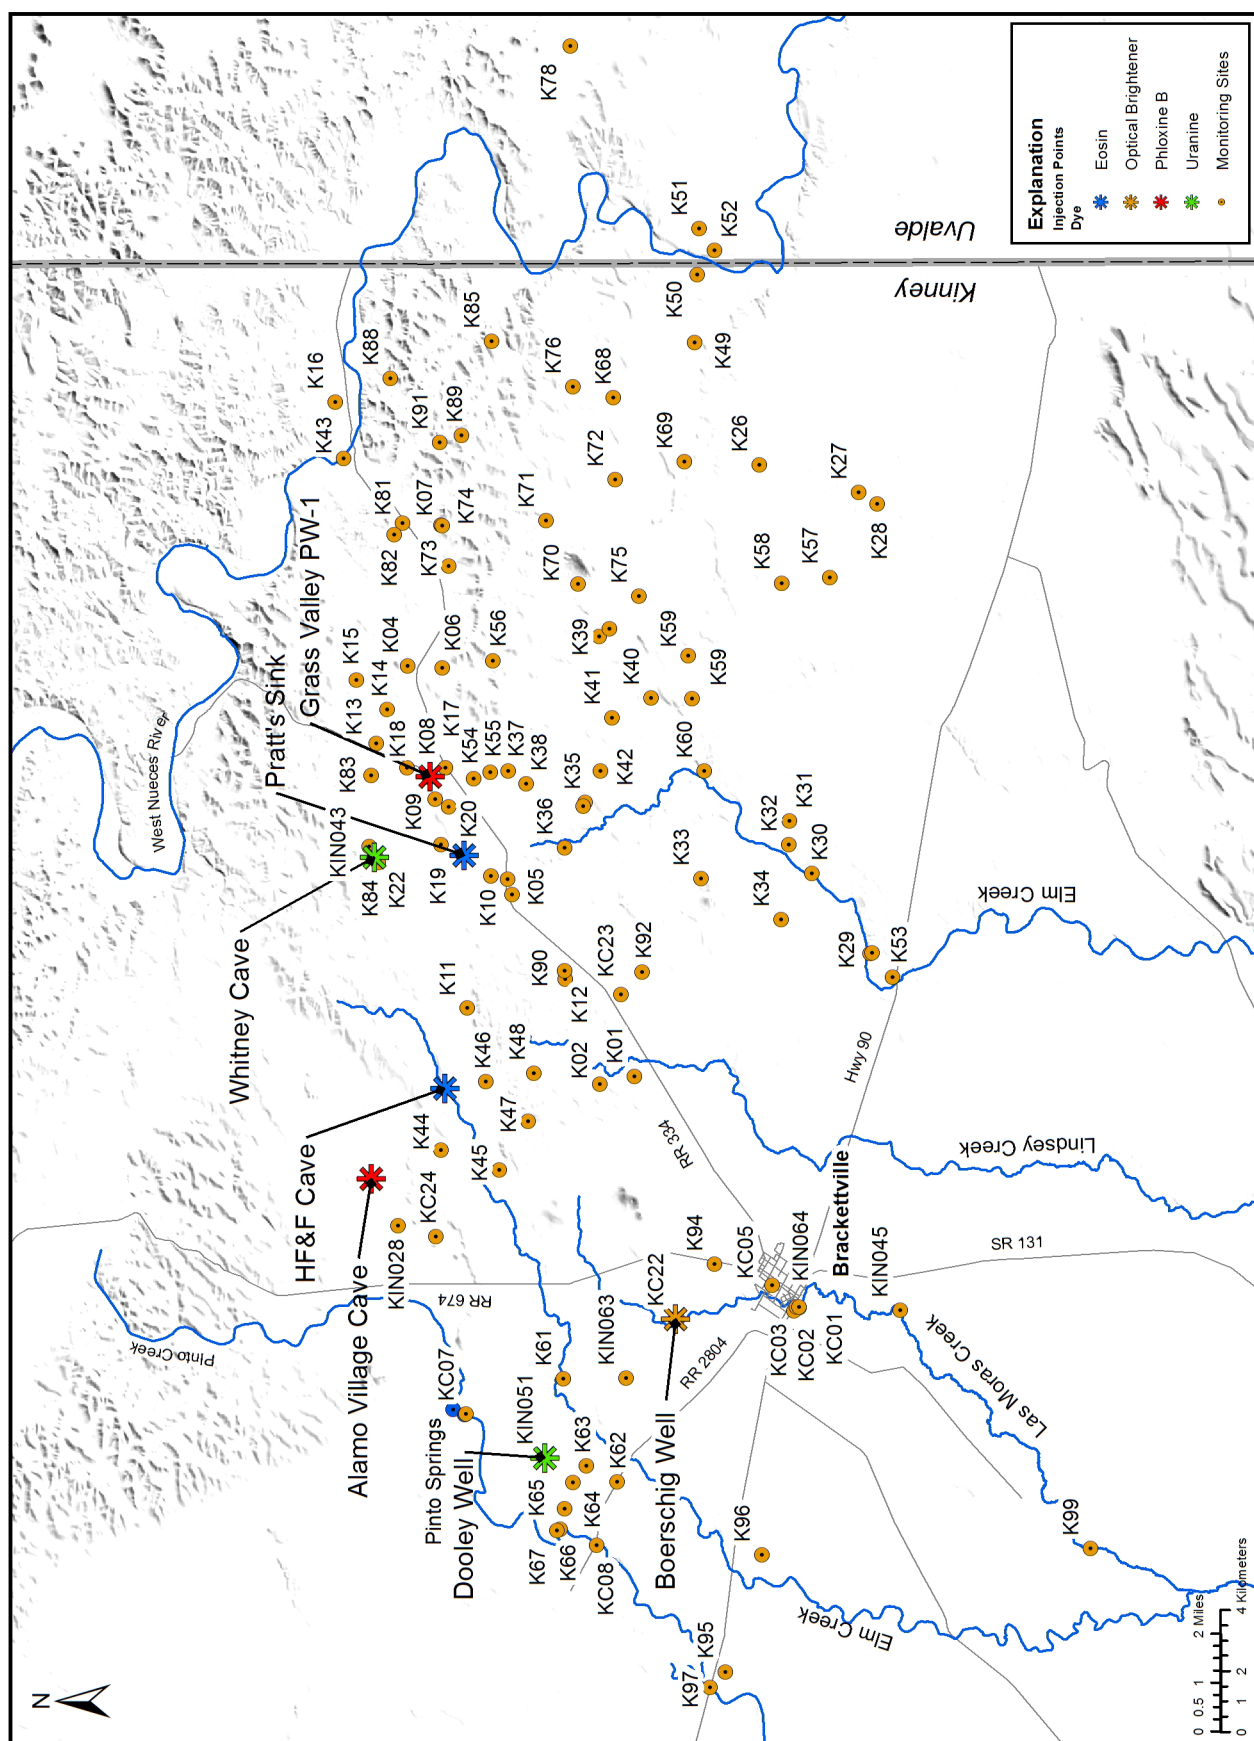 N
Explanation
Injection Points
Dye
Eosin
Optical Brightener
Phloxine B
Uranine
Monitoring Sites
Pinto Creek
West Nueces River
RR 674
Alamo Village Cave
HF&F Cave
Whitney Cave
Pratt's Sink
Grass Valley PW-1
Pinto Springs
Dooley Well
Boerschig Well
KC07
KIN028
KC24
K44
K45
K46
K47
K48
K11
K02
K01
K12
K90
KC23
K92
K84
K22
KIN043
K83
K13
K14
K15
K04
K18
K08
K17
K09
K20
K19
K10
K05
K54
K55
K37
K38
K36
K35
K42
K41
K40
K39
K06
K56
K73
K74
K07
K81
K82
K43
K16
K88
K91
K89
K85
K76
K68
K72
K71
K70
K75
K59
K59
K60
K69
K26
K27
K28
K57
K58
K49
K50
K51
K52
K78
K31
K32
K30
K33
K34
K29
K53
K61
KIN051
KIN063
K63
K62
K65
K64
K66
K67
KC08
KC22
K94
KC05
KIN064
KC03
KC02
KC01
KIN045
K96
K95
K97
K99
RR 334
RR 2804
Hwy 90
SR 131
Brackettville
Kinney
Uvalde
Elm Creek
Lindsey Creek
Las Moras Creek
Elm Creek
0 0.5 1 2 Miles
0 1 2 4 Kilometers